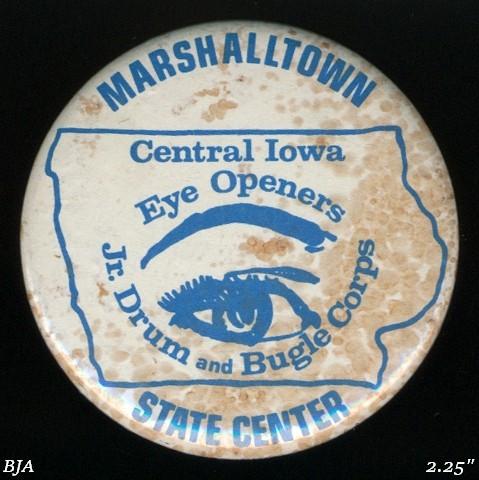 MARSHALLTOWN
Central Iowa
Eye Openers
Jr. Drum and Bugle Corps
STATE CENTER
BJA
2.25"